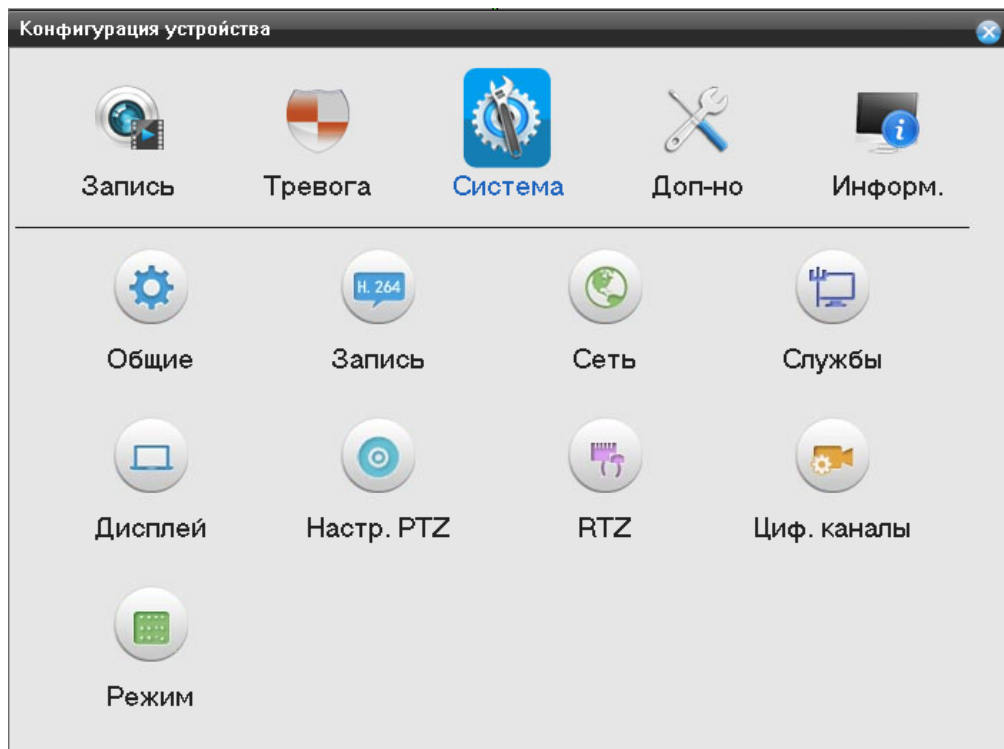 Конфигурация устройства
Запись Тревога Система Доп-но Информ.
H. 264
Общие Запись Сеть Службы
Дисплей Настр. PTZ RTZ Циф. каналы
Режим